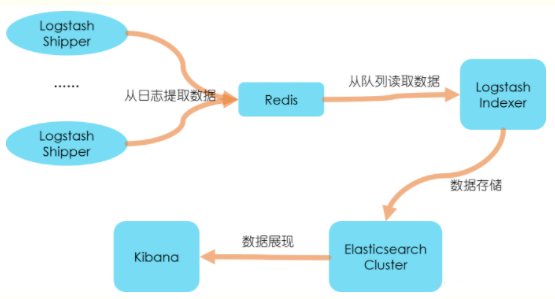 Logstash
Shipper
......
从日志提取数据
Redis
从队列读取数据
Logstash
Indexer
Logstash
Shipper
数据存储
Kibana
数据展现
Elasticsearch
Cluster